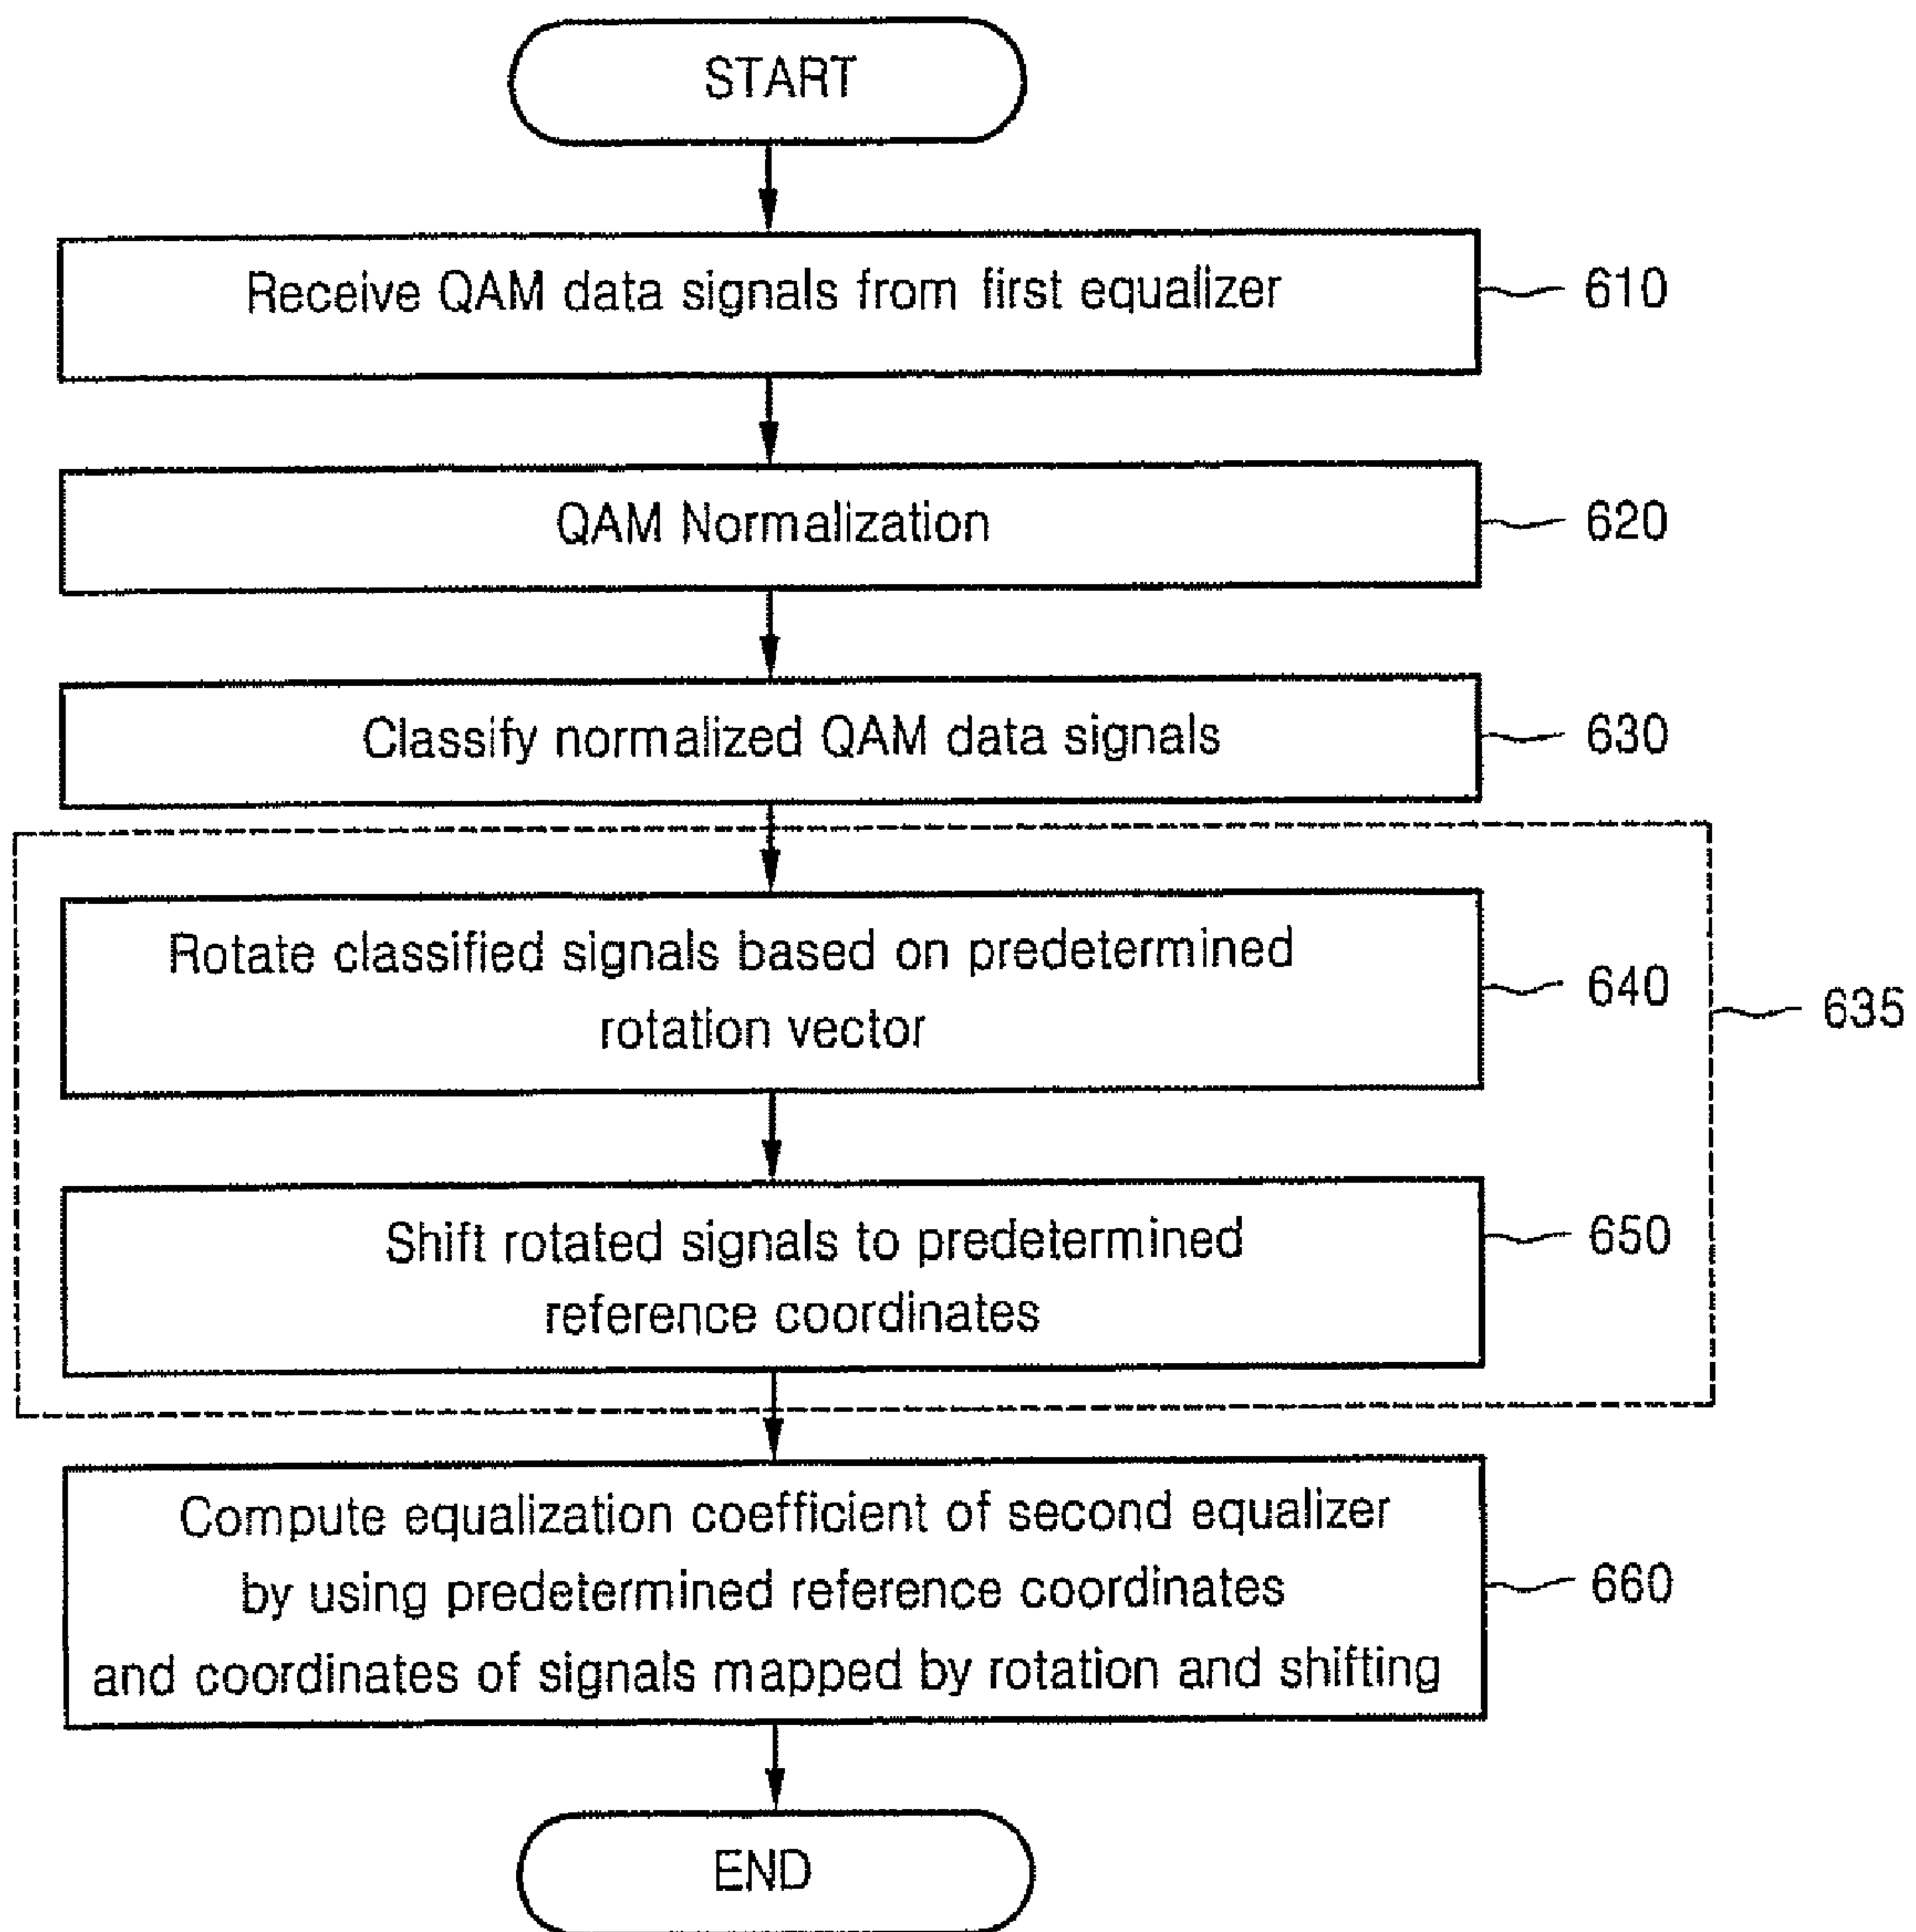 START
Receive QAM data signals from first equalizer
610
QAM Normalization
620
Classify normalized QAM data signals
630
Rotate classified signals based on predetermined
rotation vector
640
635
Shift rotated signals to predetermined
reference coordinates
650
Compute equalization coefficient of second equalizer
by using predetermined reference coordinates
and coordinates of signals mapped by rotation and shifting
660
END